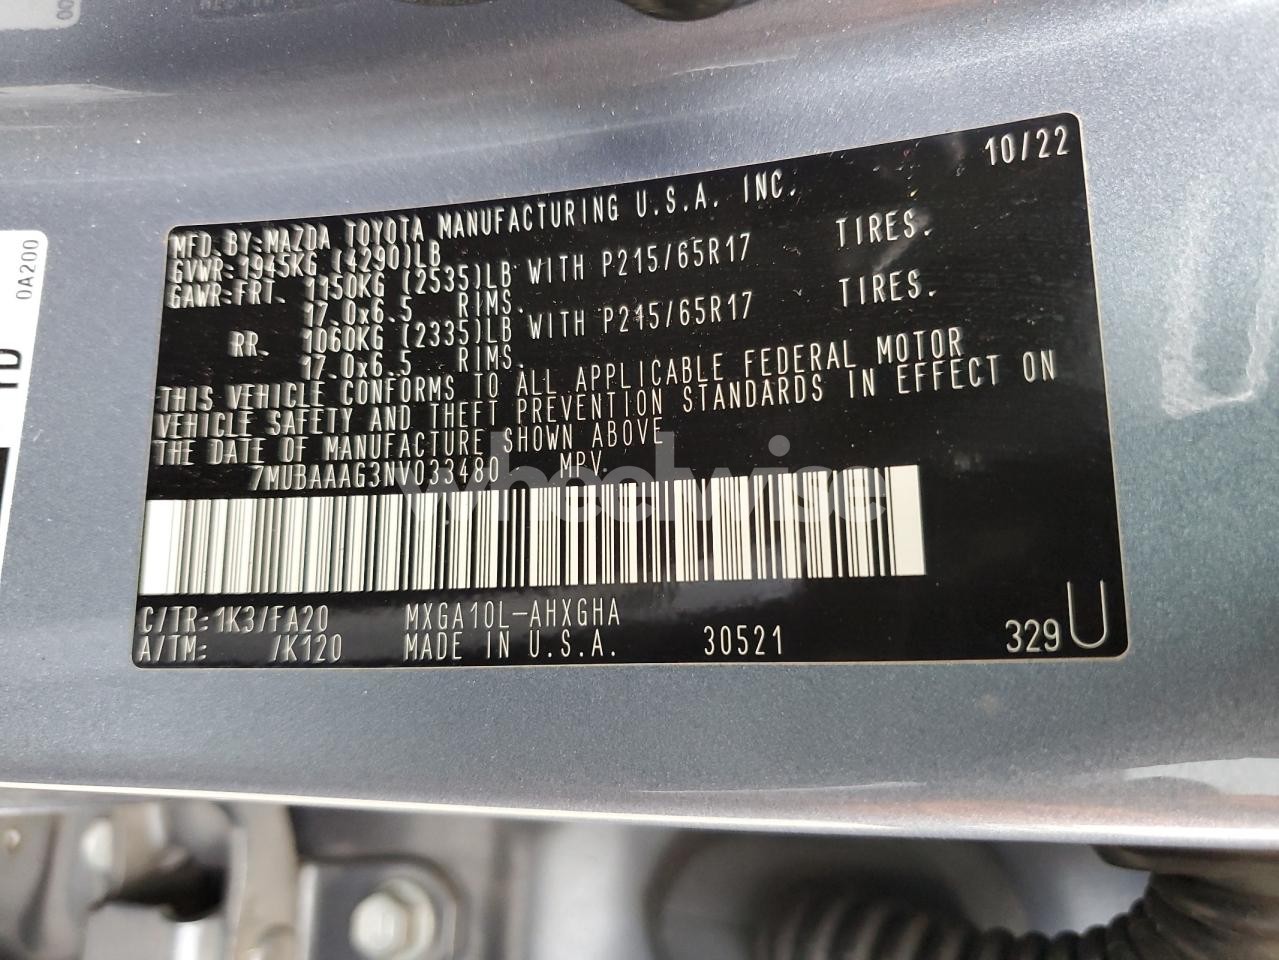 10/22
MFD.BY:MAZDA TOYOTA MANUFACTURING U.S.A. INC.
GVWR:1945KG (4290)LB
GAWR:FRT. 1150KG (2535)LB WITH P215/65R17 TIRES.
17.0x6.5 RIMS.
RR. 1060KG (2335)LB WITH P215/65R17 TIRES.
17.0x6.5 RIMS.
THIS VEHICLE CONFORMS TO ALL APPLICABLE FEDERAL MOTOR
VEHICLE SAFETY AND THEFT PREVENTION STANDARDS IN EFFECT ON
THE DATE OF MANUFACTURE SHOWN ABOVE
7MUBAAAG3NV033480 MPV
wheelwise
C/TR:1K3/FA20 MXGA10L-AHXGHA
A/TM: /K120 MADE IN U.S.A. 30521 329U
0A200